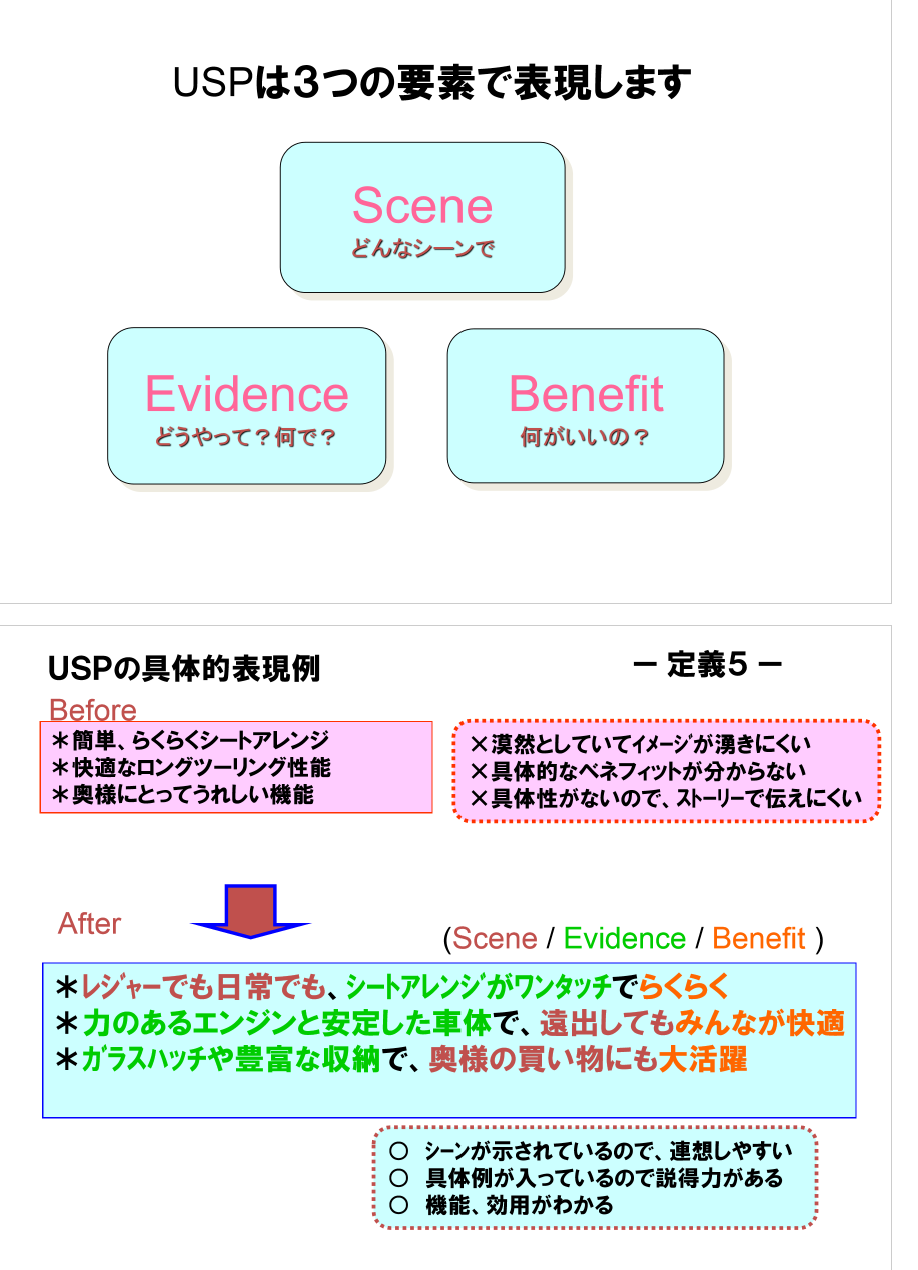 USPは３つの要素で表現します
Scene
どんなシーンで
Evidence
どうやって？何で？
Benefit
何がいいの？
USPの具体的表現例
－ 定義５ －
Before
＊簡単、らくらくシートアレンジ
＊快適なロングツーリング性能
＊奥様にとってうれしい機能
×漠然としていてｲﾒｰｼﾞが湧きにくい
×具体的なベネフィットが分からない
×具体性がないので、ｽﾄｰﾘｰで伝えにくい
After
(Scene / Evidence / Benefit )
＊ﾚｼﾞｬｰでも日常でも、ｼｰﾄｱﾚﾝｼﾞがﾜﾝﾀｯﾁでらくらく
＊力のあるエンジンと安定した車体で、遠出してもみんなが快適
＊ｶﾞﾗｽﾊｯﾁや豊富な収納で、奥様の買い物にも大活躍
○ ｼｰﾝが示されているので、連想しやすい
○ 具体例が入っているので説得力がある
○ 機能、効用がわかる